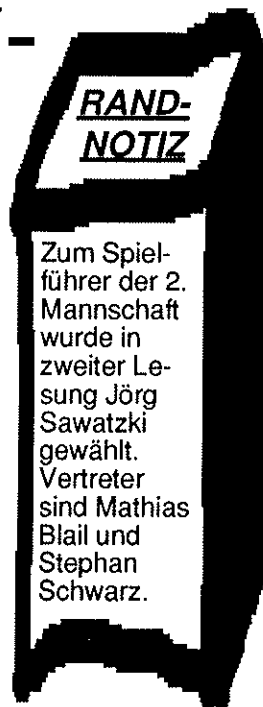 RAND-
NOTIZ
Zum Spiel-
führer der 2.
Mannschaft
wurde in
zweiter Le-
sung Jörg
Sawatzki
gewählt.
Vertreter
sind Mathias
Blail und
Stephan
Schwarz.